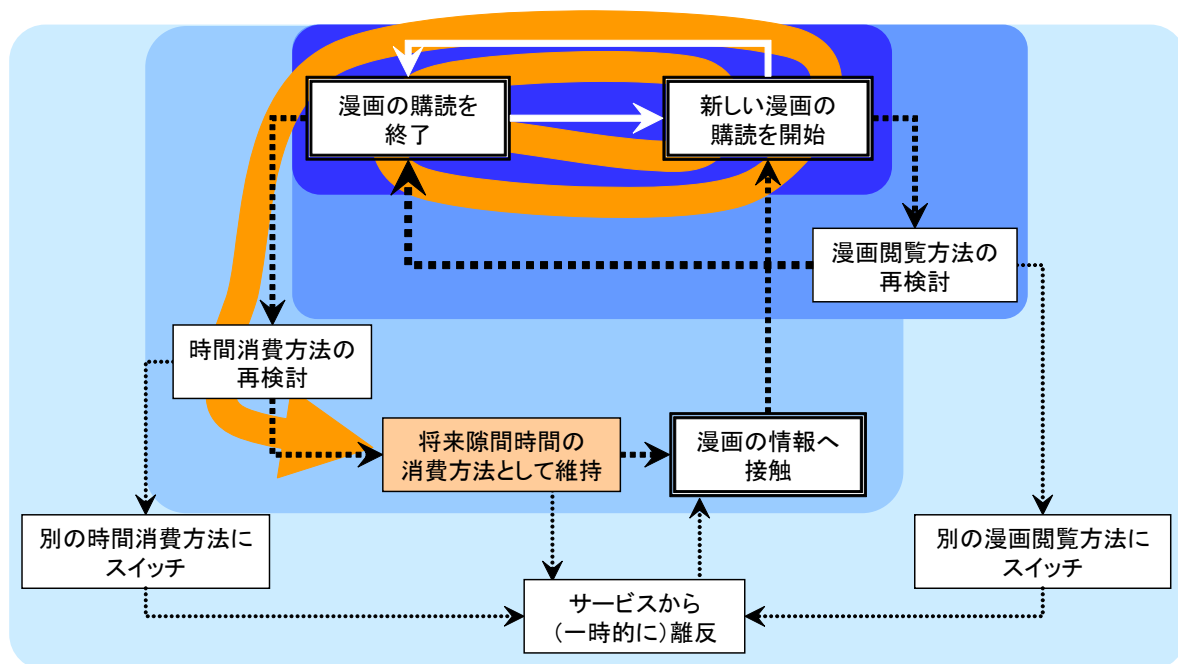 漫画の購読を
終了
新しい漫画の
購読を開始
漫画閲覧方法の
再検討
時間消費方法の
再検討
将来隙間時間の
消費方法として維持
漫画の情報へ
接触
別の時間消費方法に
スイッチ
別の漫画閲覧方法に
スイッチ
サービスから
(一時的に)離反